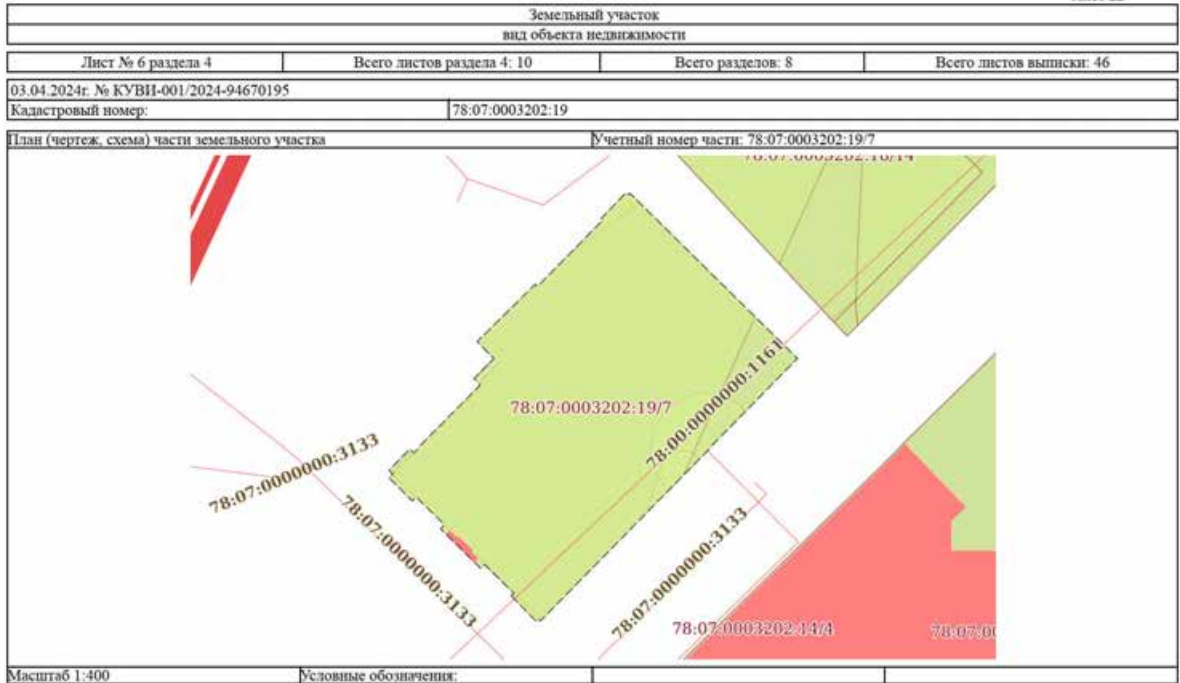 Земельный участок
вид объекта недвижимости
Лист № 6 раздела 4 Всего листов раздела 4: 10 Всего разделов: 8 Всего листов выписки: 46
03.04.2024г. № КУВИ-001/2024-94670195
Кадастровый номер: 78:07:0003202:19
План (чертеж, схема) части земельного участка Учетный номер части: 78:07:0003202:19/7
78:07:0003202:19/7
78:00:0000000:1161
78:07:0000000:3133
78:07:0000000:3133
78:07:0000000:3133
78:07:0003202:14/4
78:07:00
Масштаб 1:400 Условные обозначения: